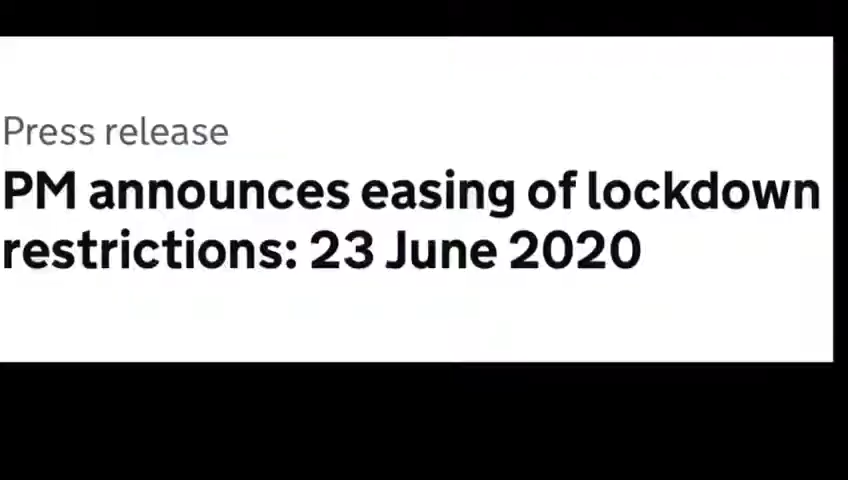 Press release
PM announces easing of lockdown
restrictions: 23 June 2020